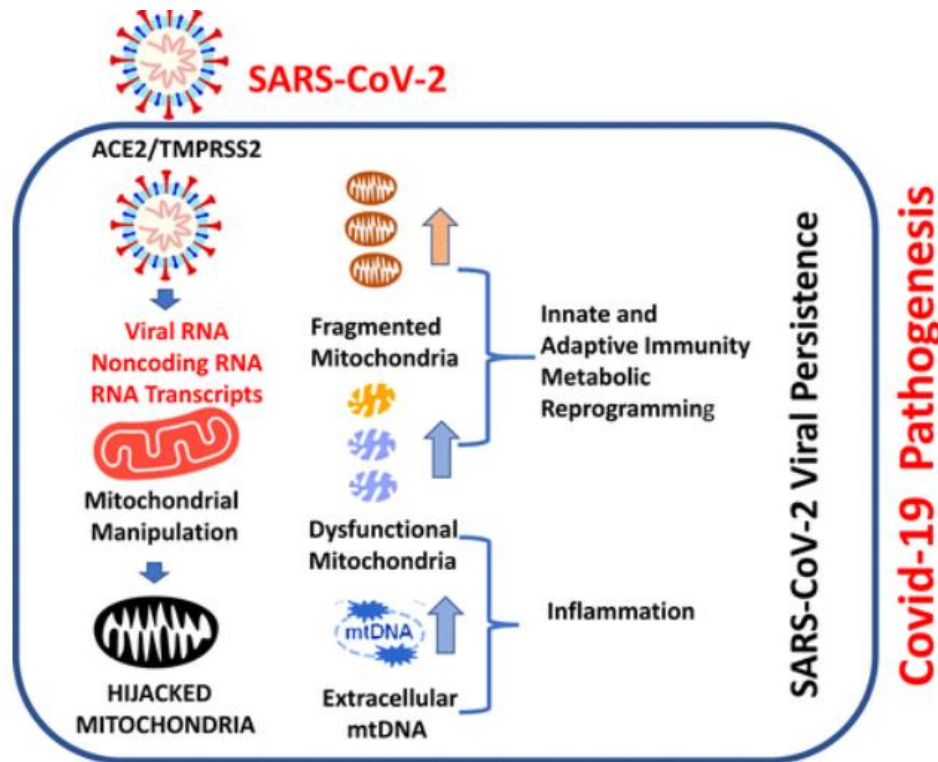 SARS-CoV-2
ACE2/TMPRSS2
Viral RNA
Noncoding RNA
RNA Transcripts
Mitochondrial
Manipulation
HIJACKED
MITOCHONDRIA
Fragmented
Mitochondria
Dysfunctional
Mitochondria
mtDNA
Extracellular
mtDNA
Innate and
Adaptive Immunity
Metabolic
Reprogramming
Inflammation
SARS-CoV-2 Viral Persistence
Covid-19 Pathogenesis